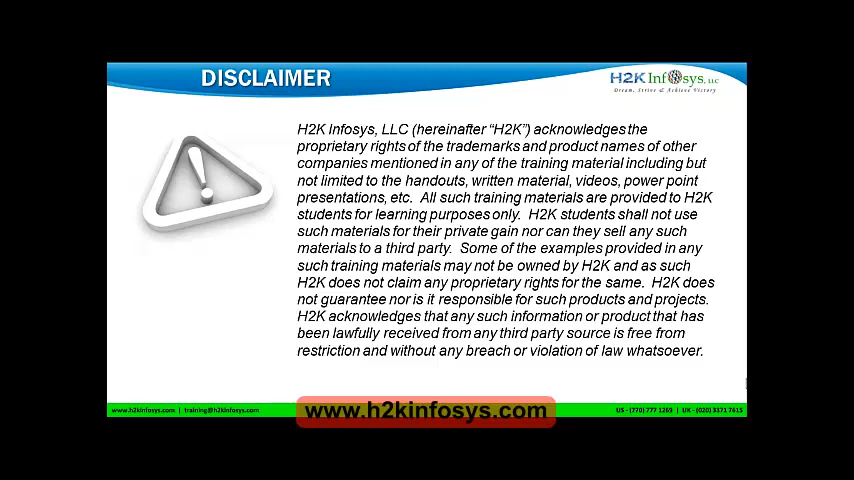 DISCLAIMER
H2K Infosys, LLC
Dream, Strive & Achieve Victory
H2K Infosys, LLC (hereinafter “H2K”) acknowledges the
proprietary rights of the trademarks and product names of other
companies mentioned in any of the training material including but
not limited to the handouts, written material, videos, power point
presentations, etc. All such training materials are provided to H2K
students for learning purposes only. H2K students shall not use
such materials for their private gain nor can they sell any such
materials to a third party. Some of the examples provided in any
such training materials may not be owned by H2K and as such
H2K does not claim any proprietary rights for the same. H2K does
not guarantee nor is it responsible for such products and projects.
H2K acknowledges that any such information or product that has
been lawfully received from any third party source is free from
restriction and without any breach or violation of law whatsoever.
www.h2kinfosys.com | training@h2kinfosys.com
www.h2kinfosys.com
US - (770) 777 1269 | UK - (020) 3371 7615